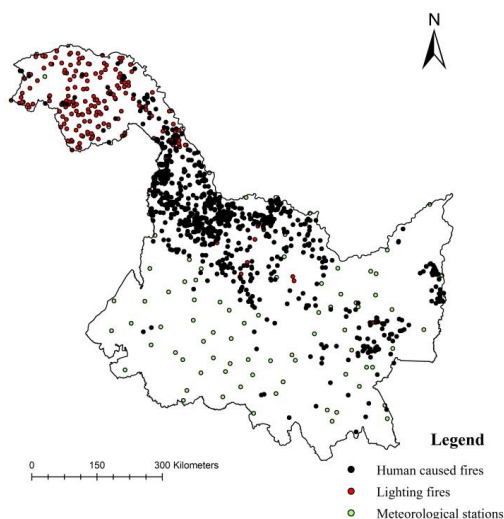 N
Legend
0 150 300 Kilometers
Human caused fires
Lighting fires
Meteorological stations